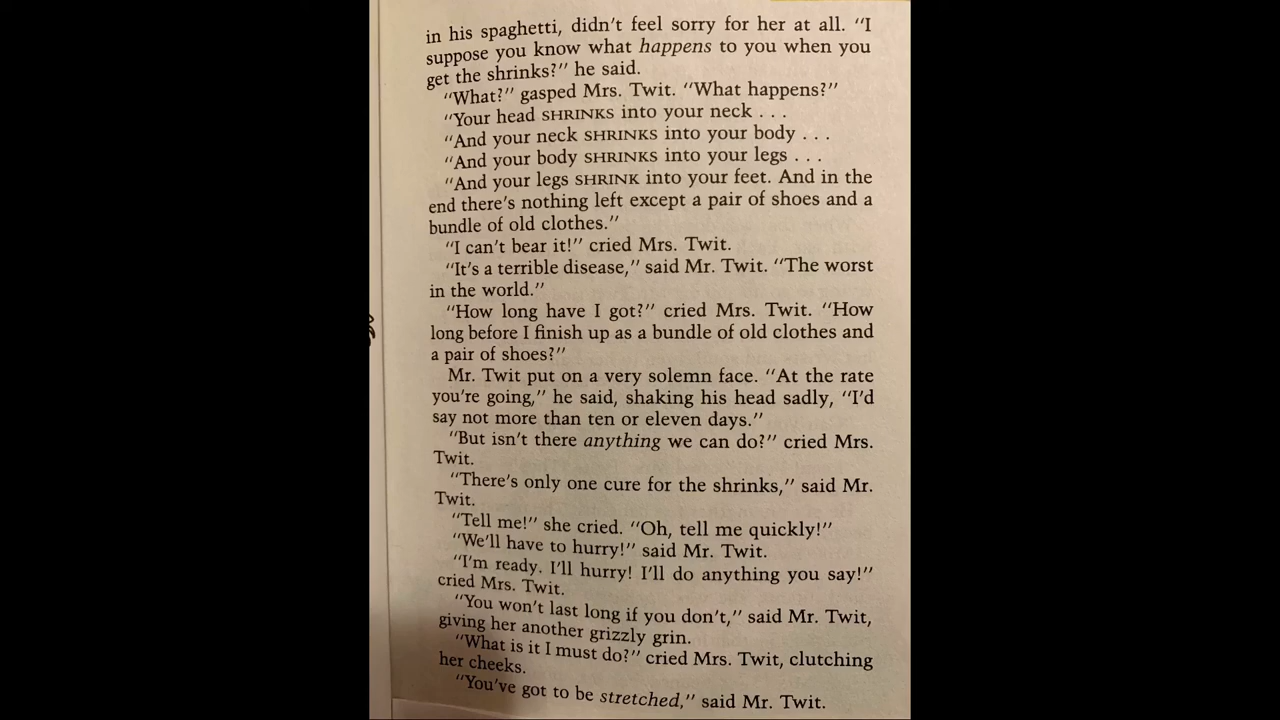 in his spaghetti, didn't feel sorry for her at all. "I
suppose you know what happens to you when you
get the shrinks?" he said.
"What?" gasped Mrs. Twit. "What happens?"
"Your head SHRINKS into your neck . . .
"And your neck SHRINKS into your body . . .
"And your body SHRINKS into your legs . . .
"And your legs SHRINK into your feet. And in the
end there's nothing left except a pair of shoes and a
bundle of old clothes."
"I can't bear it!" cried Mrs. Twit.
"It's a terrible disease," said Mr. Twit. "The worst
in the world."
"How long have I got?" cried Mrs. Twit. "How
long before I finish up as a bundle of old clothes and
a pair of shoes?"
Mr. Twit put on a very solemn face. "At the rate
you're going," he said, shaking his head sadly, "I'd
say not more than ten or eleven days."
"But isn't there anything we can do?" cried Mrs.
Twit.
"There's only one cure for the shrinks," said Mr.
Twit.
"Tell me!" she cried. "Oh, tell me quickly!"
"We'll have to hurry!" said Mr. Twit.
"I'm ready. I'll hurry! I'll do anything you say!"
cried Mrs. Twit.
"You won't last long if you don't," said Mr. Twit,
giving her another grizzly grin.
"What is it I must do?" cried Mrs. Twit, clutching
her cheeks.
"You've got to be stretched," said Mr. Twit.